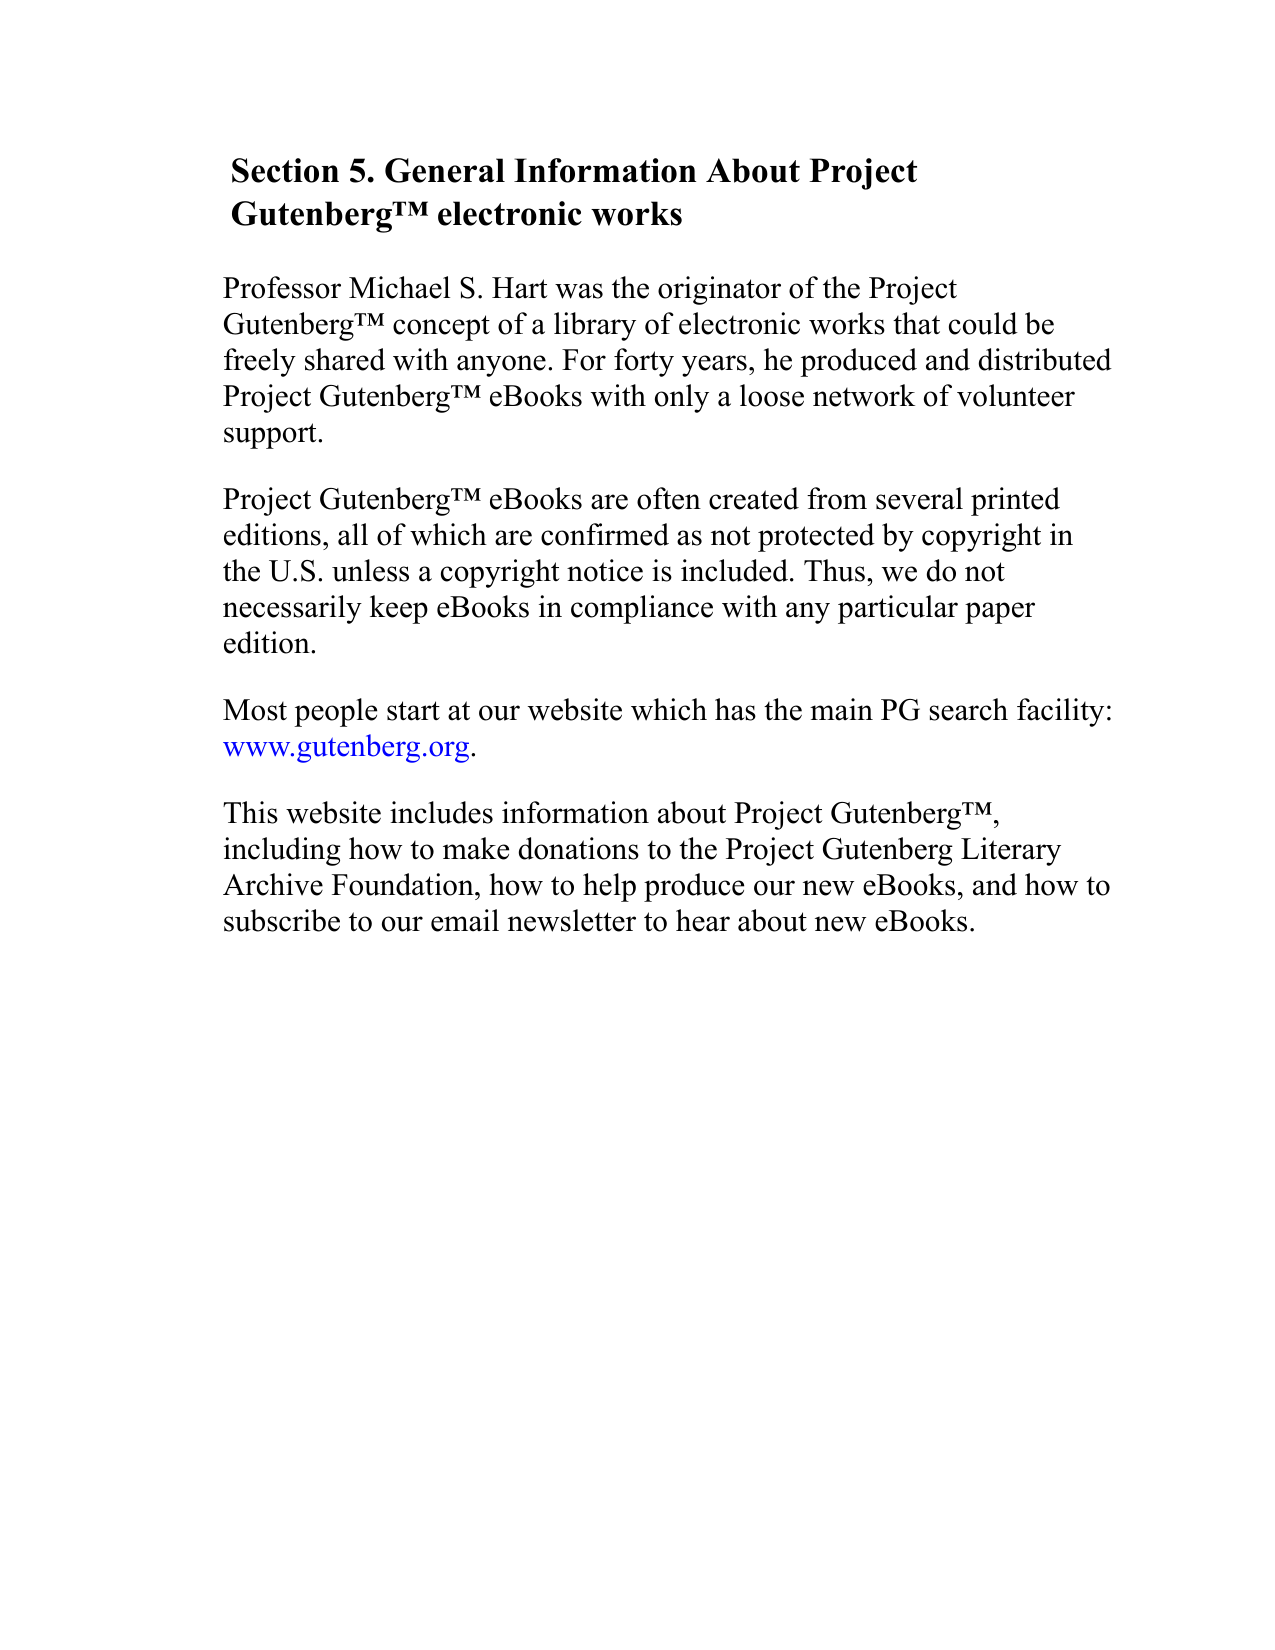 Section 5. General Information About Project
Gutenberg™ electronic works
Professor Michael S. Hart was the originator of the Project
Gutenberg™ concept of a library of electronic works that could be
freely shared with anyone. For forty years, he produced and distributed
Project Gutenberg™ eBooks with only a loose network of volunteer
support.
Project Gutenberg™ eBooks are often created from several printed
editions, all of which are confirmed as not protected by copyright in
the U.S. unless a copyright notice is included. Thus, we do not
necessarily keep eBooks in compliance with any particular paper
edition.
Most people start at our website which has the main PG search facility:
www.gutenberg.org.
This website includes information about Project Gutenberg™,
including how to make donations to the Project Gutenberg Literary
Archive Foundation, how to help produce our new eBooks, and how to
subscribe to our email newsletter to hear about new eBooks.